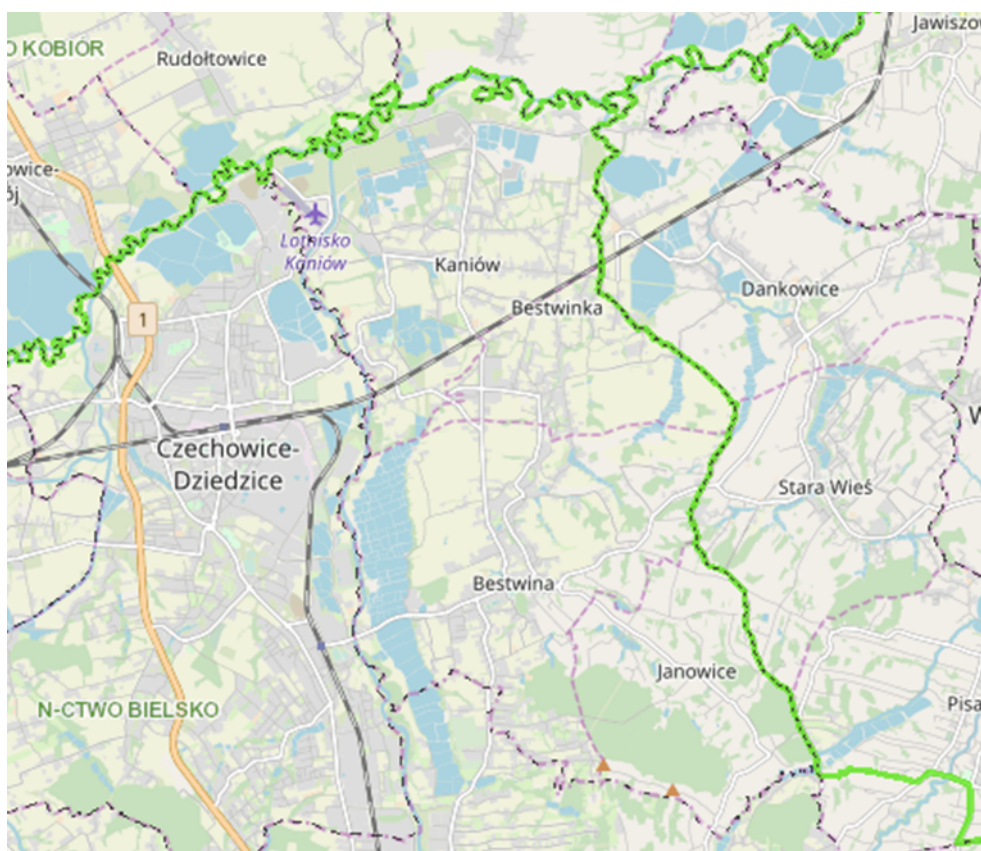 Jawiszow
O KOBIÓR
Rudołtowice
owice-
ój
Lotnisko
Kaniów
Kaniów
Dankowice
Bestwinka
1
W
Czechowice-
Dziedzice
Stara Wieś
Bestwina
Janowice
N-CTWO BIELSKO
Pisa